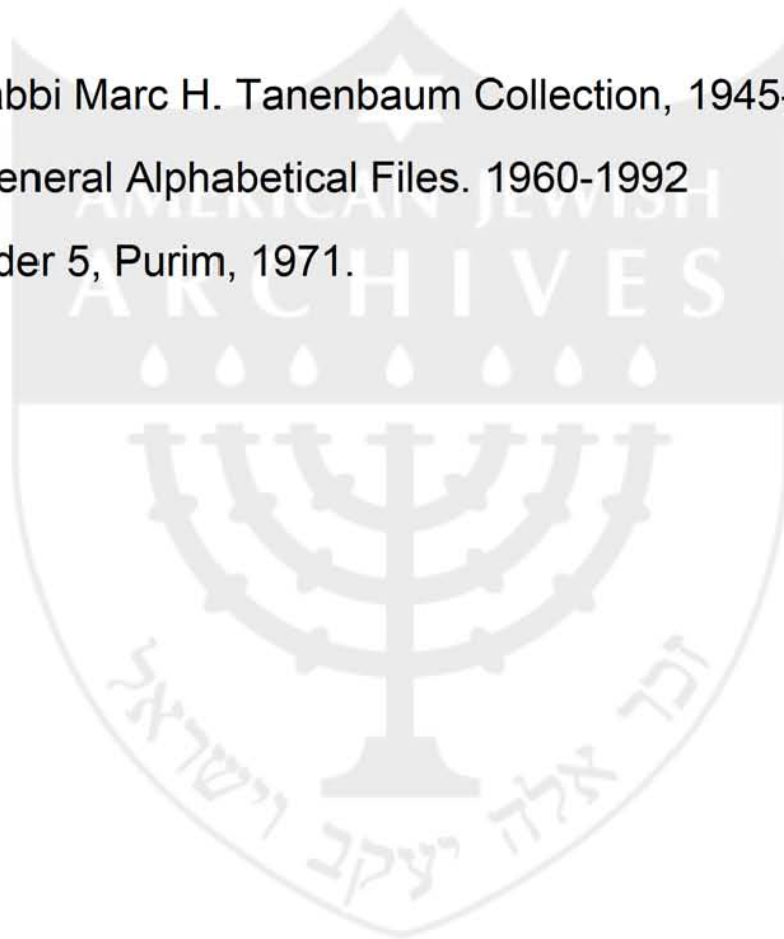 abbi Marc H. Tanenbaum Collection, 1945-
eneral Alphabetical Files. 1960-1992
AMERICAN JEWISH
der 5, Purim, 1971.
ARCHIVES
זכר אלה יעקב וישראל